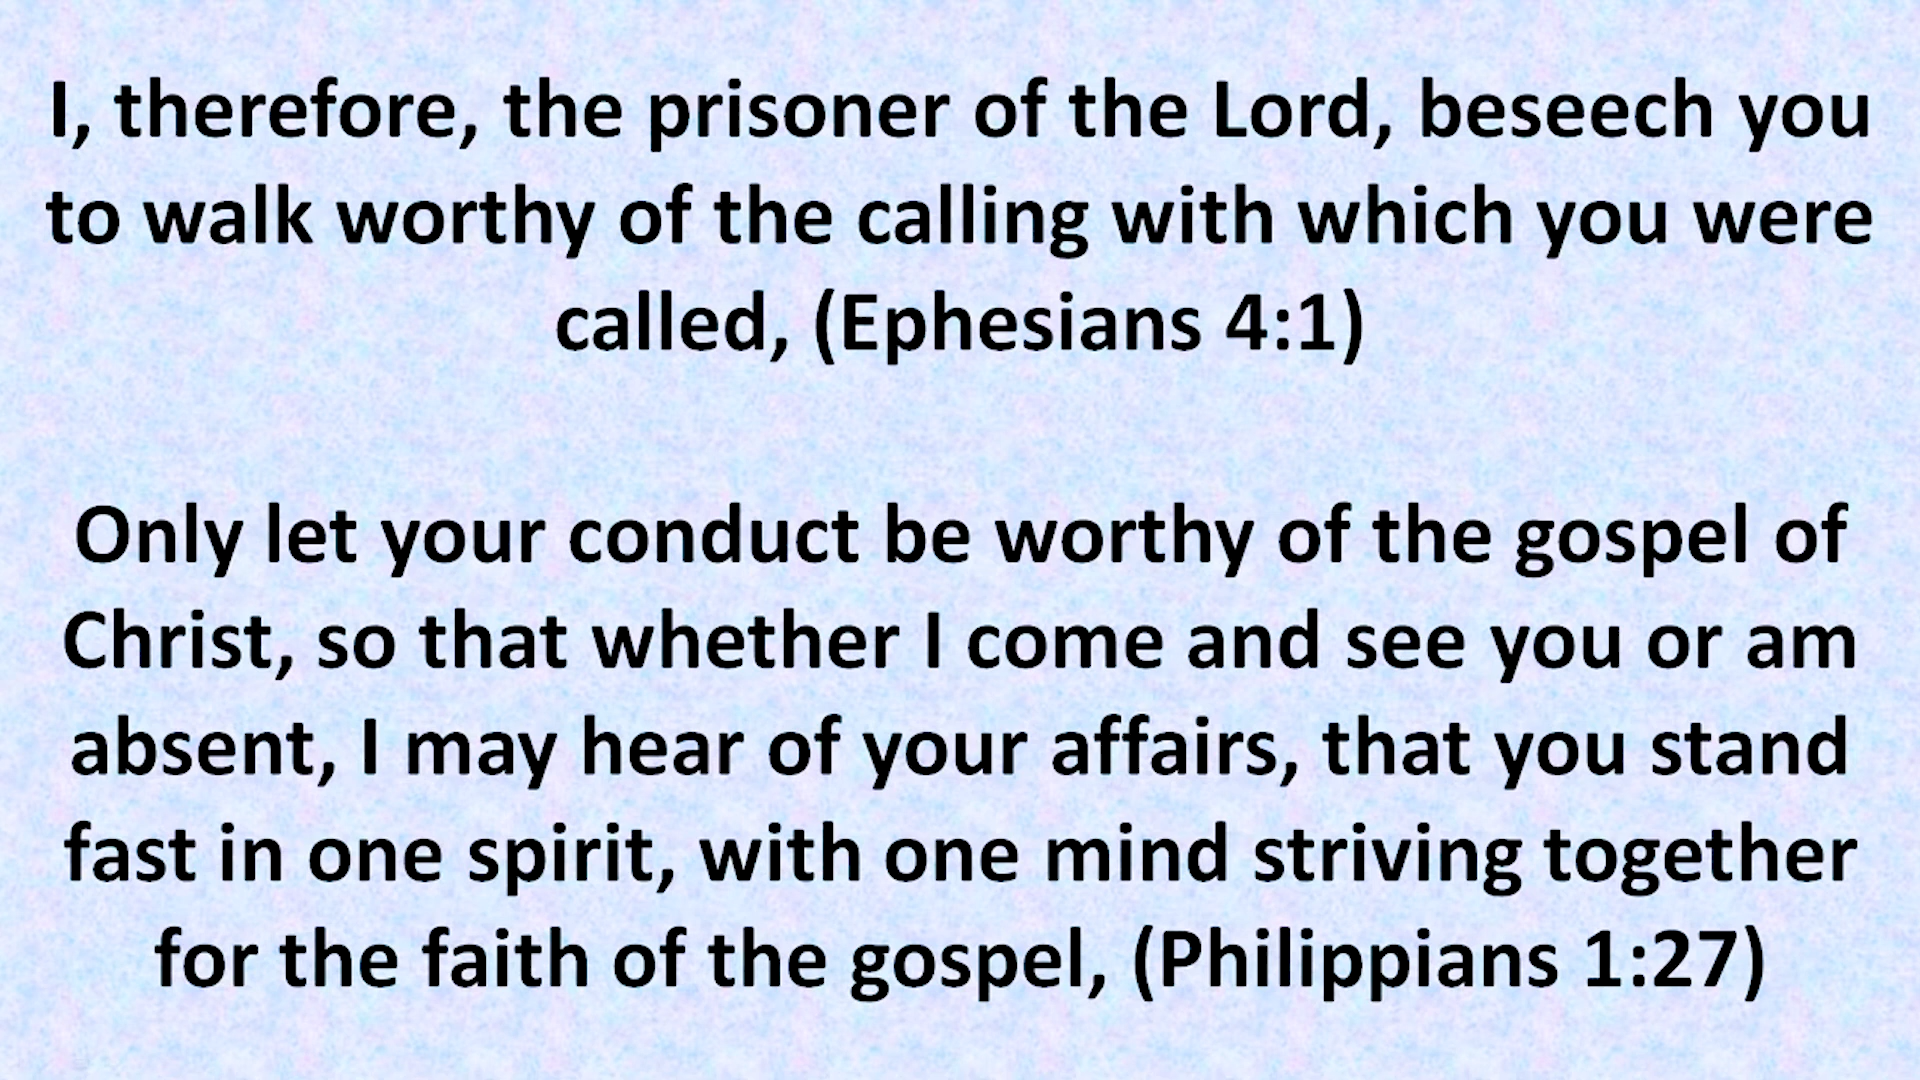 I, therefore, the prisoner of the Lord, beseech you
to walk worthy of the calling with which you were
called, (Ephesians 4:1)
Only let your conduct be worthy of the gospel of
Christ, so that whether I come and see you or am
absent, I may hear of your affairs, that you stand
fast in one spirit, with one mind striving together
for the faith of the gospel, (Philippians 1:27)